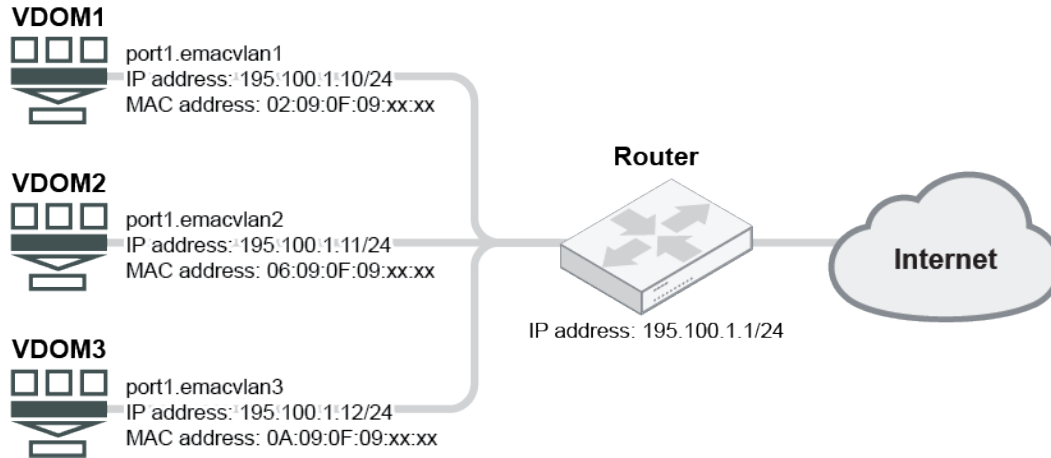 VDOM1
port1.emacvlan1
IP address: 195.100.1.10/24
MAC address: 02:09:0F:09:xx:xx
VDOM2
port1.emacvlan2
IP address: 195.100.1.11/24
MAC address: 06:09:0F:09:xx:xx
VDOM3
port1.emacvlan3
IP address: 195.100.1.12/24
MAC address: 0A:09:0F:09:xx:xx
Router
IP address: 195.100.1.1/24
Internet